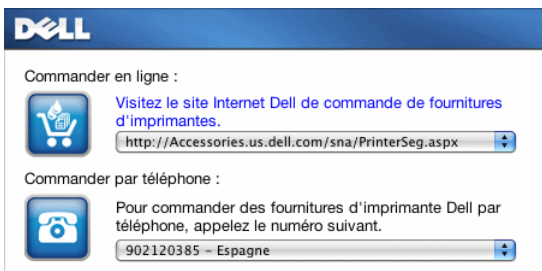 DELL
Commander en ligne :
Visitez le site Internet Dell de commande de fournitures
d'imprimantes.
http://Accessories.us.dell.com/sna/PrinterSeg.aspx
Commander par téléphone :
Pour commander des fournitures d'imprimante Dell par
téléphone, appelez le numéro suivant.
902120385 – Espagne